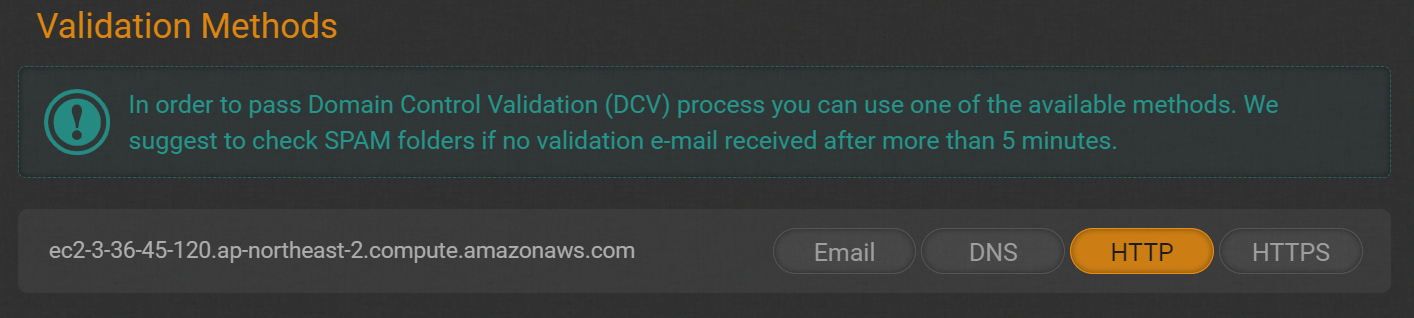 Validation Methods
In order to pass Domain Control Validation (DCV) process you can use one of the available methods. We
suggest to check SPAM folders if no validation e-mail received after more than 5 minutes.
ec2-3-36-45-120.ap-northeast-2.compute.amazonaws.com Email DNS HTTP HTTPS